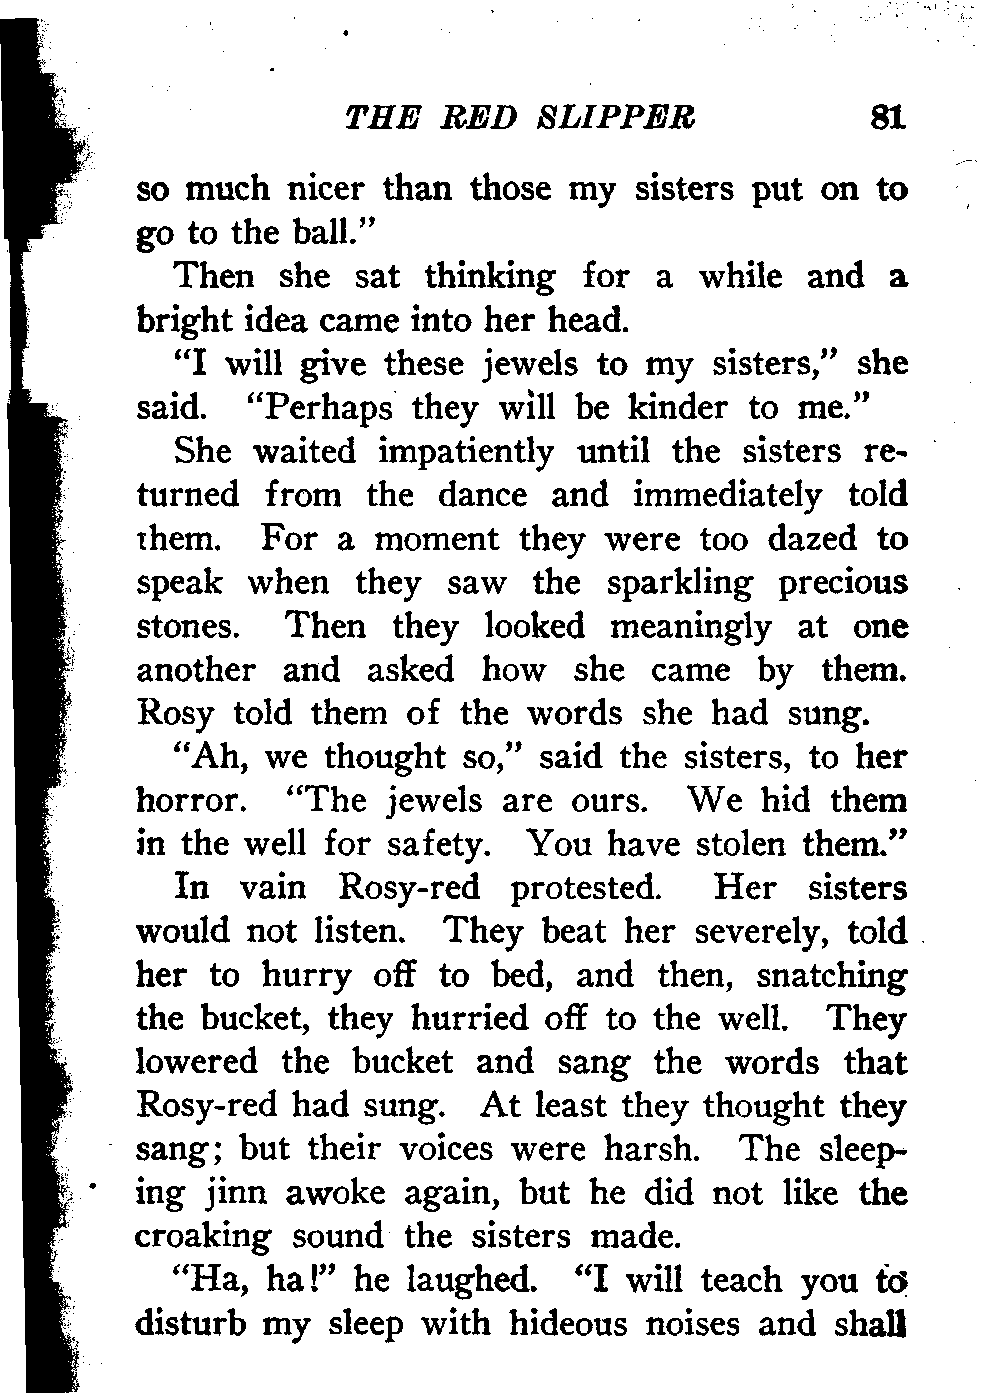 THE RED SLIPPER 81
so much nicer than those my sisters put on to
go to the ball."
Then she sat thinking for a while and a
bright idea came into her head.
"I will give these jewels to my sisters," she
said. "Perhaps they will be kinder to me."
She waited impatiently until the sisters re-
turned from the dance and immediately told
them. For a moment they were too dazed to
speak when they saw the sparkling precious
stones. Then they looked meaningly at one
another and asked how she came by them.
Rosy told them of the words she had sung.
"Ah, we thought so," said the sisters, to her
horror. "The jewels are ours. We hid them
in the well for safety. You have stolen them."
In vain Rosy-red protested. Her sisters
would not listen. They beat her severely, told
her to hurry off to bed, and then, snatching
the bucket, they hurried off to the well. They
lowered the bucket and sang the words that
Rosy-red had sung. At least they thought they
sang; but their voices were harsh. The sleep-
ing jinn awoke again, but he did not like the
croaking sound the sisters made.
"Ha, ha!" he laughed. "I will teach you to
disturb my sleep with hideous noises and shall